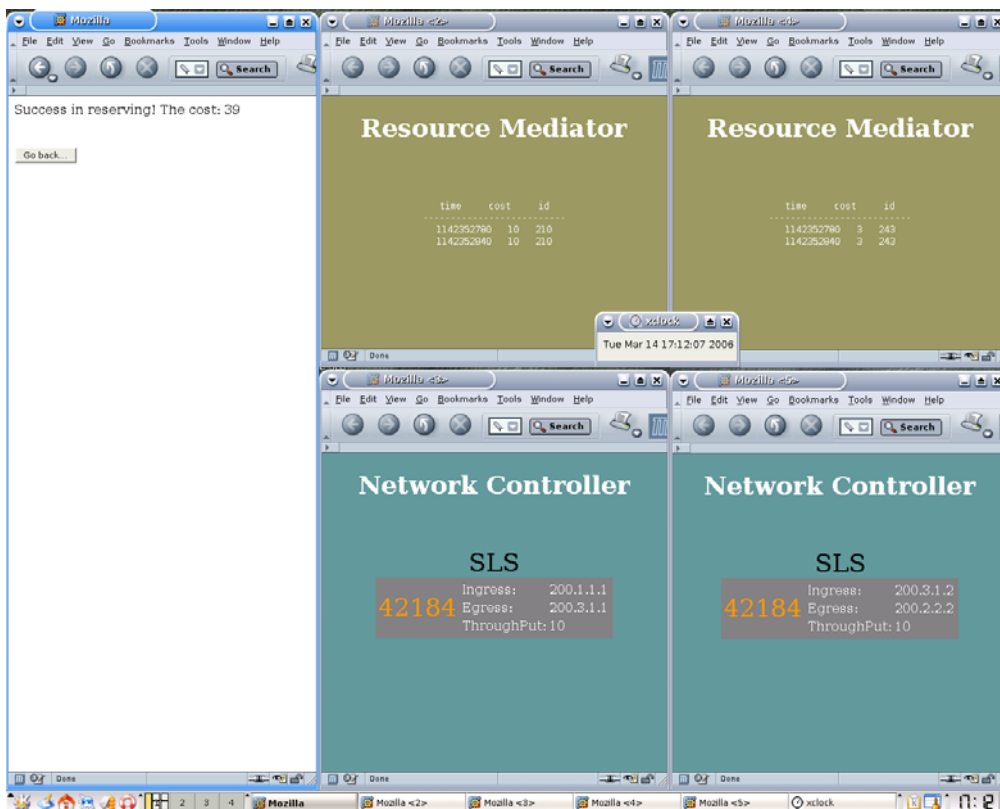 Mozilla
File Edit View Go Bookmarks Tools Window Help
Search
Success in reserving! The cost: 39
Go back...
Done
Mozilla <2>
File Edit View Go Bookmarks Tools Window Help
Search
Resource Mediator
time cost id
------------------------------
1142352780 10 210
1142352840 10 210
Done
Mozilla <4>
File Edit View Go Bookmarks Tools Window Help
Search
Resource Mediator
time cost id
------------------------------
1142352780 3 243
1142352840 3 243
xclock
Tue Mar 14 17:12:07 2006
Mozilla <3>
File Edit View Go Bookmarks Tools Window Help
Search
Network Controller
SLS
42184
Ingress: 200.1.1.1
Egress: 200.3.1.1
ThroughPut: 10
Done
Mozilla <5>
File Edit View Go Bookmarks Tools Window Help
Search
Network Controller
SLS
42184
Ingress: 200.3.1.2
Egress: 200.2.2.2
ThroughPut: 10
Done
2 3 4 Mozilla Mozilla <2> Mozilla <3> Mozilla <4> Mozilla <5> xclock